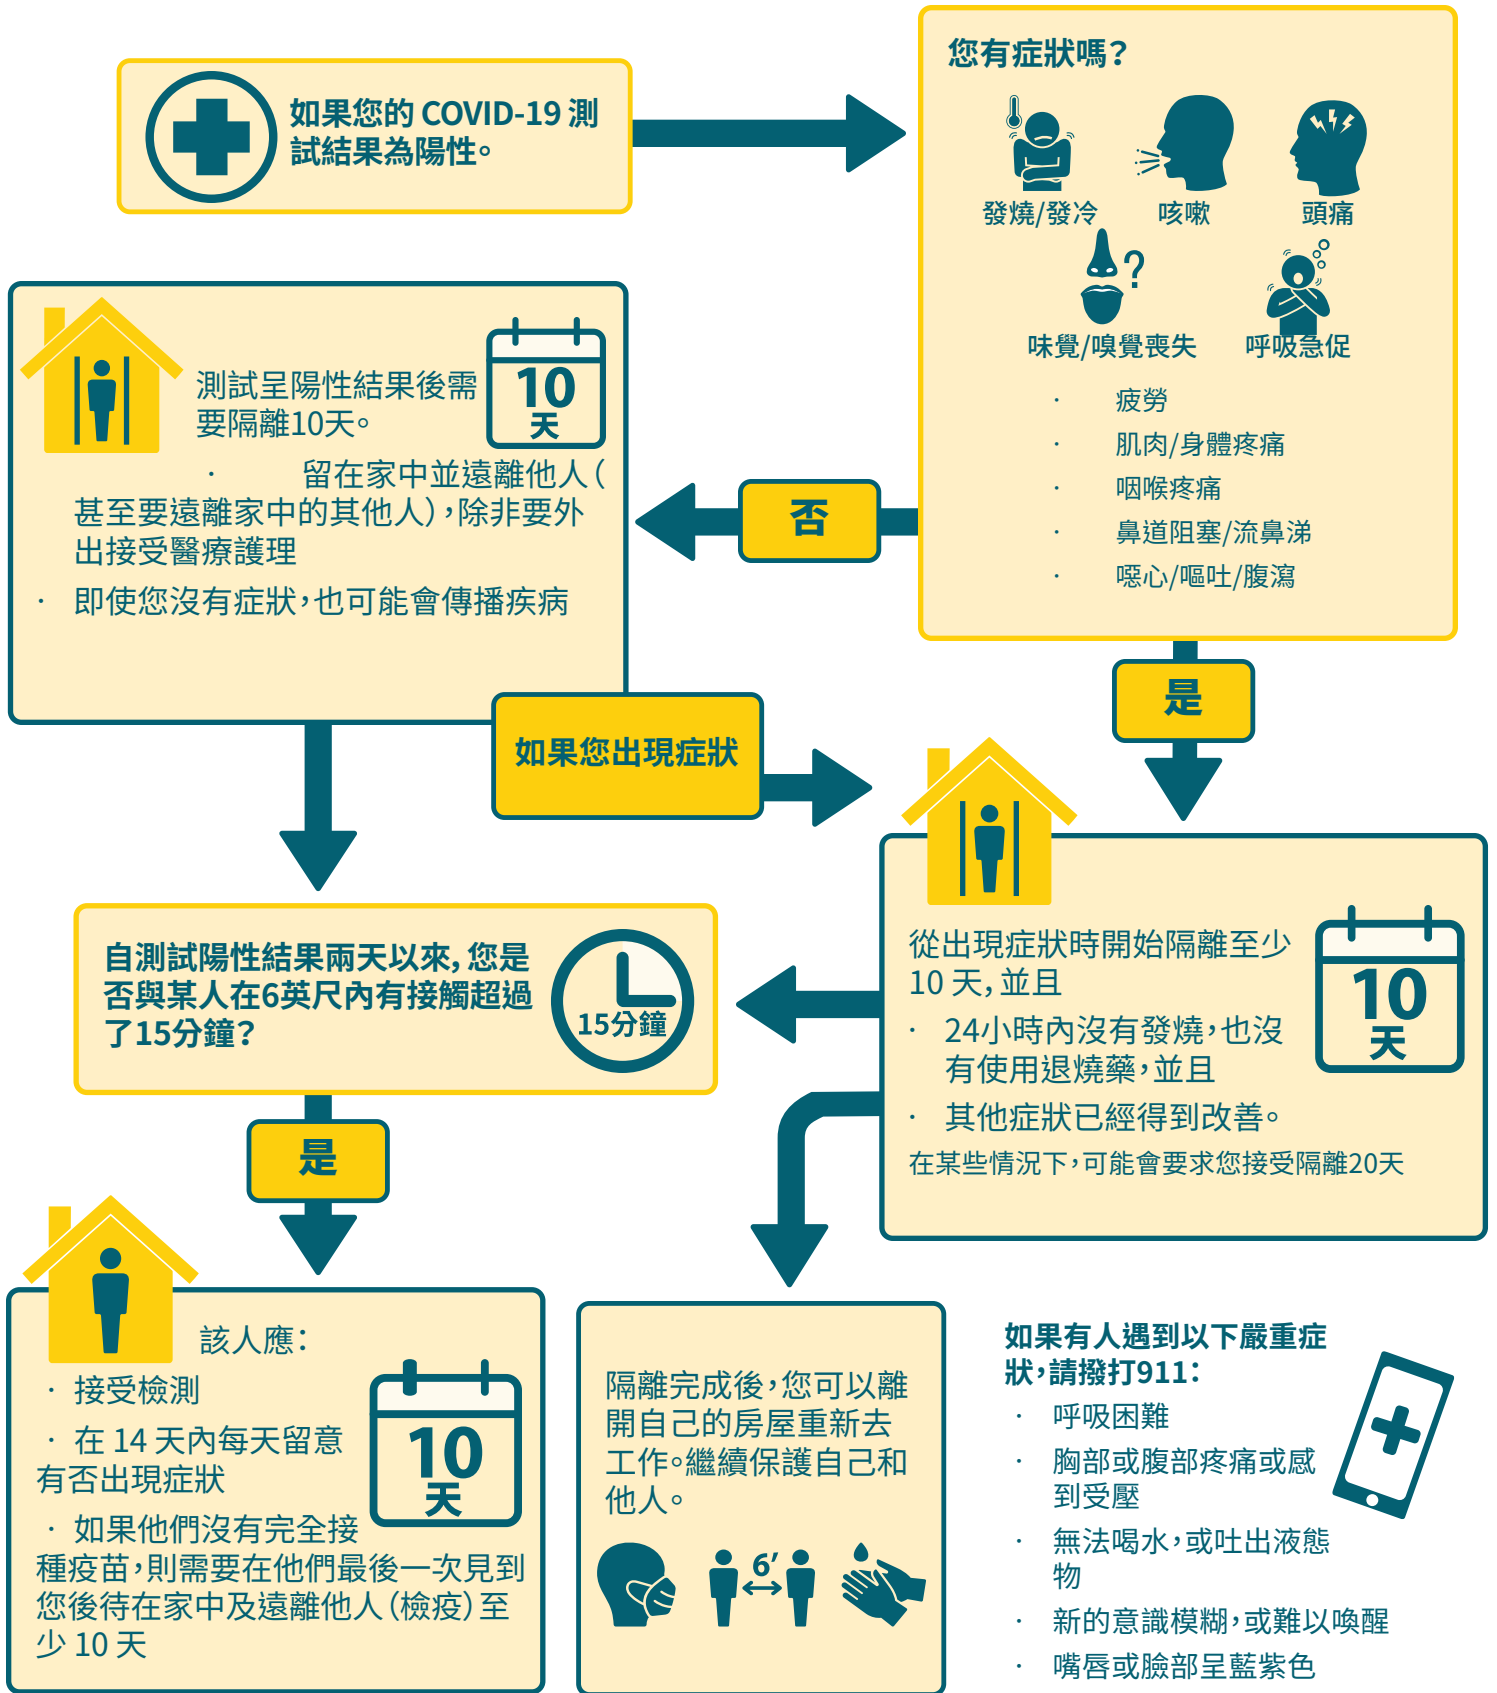 如果您的 COVID-19 測
試結果為陽性。
您有症狀嗎？
發燒/發冷
咳嗽
頭痛
?
味覺/嗅覺喪失
呼吸急促
· 疲勞
· 肌肉/身體疼痛
· 咽喉疼痛
· 鼻道阻塞/流鼻涕
· 噁心/嘔吐/腹瀉
否
是
測試呈陽性結果後需
要隔離10天。
10
天
· 留在家中並遠離他人（
甚至要遠離家中的其他人），除非要外
出接受醫療護理
· 即使您沒有症狀，也可能會傳播疾病
如果您出現症狀
從出現症狀時開始隔離至少
10 天，並且
10
天
· 24小時內沒有發燒，也沒
有使用退燒藥，並且
· 其他症狀已經得到改善。
在某些情況下，可能會要求您接受隔離20天
自測試陽性結果兩天以來，您是
否與某人在6英尺內有接觸超過
了15分鐘？
15分鐘
是
該人應：
· 接受檢測
· 在 14 天內每天留意
有否出現症狀
10
天
· 如果他們沒有完全接
種疫苗，則需要在他們最後一次見到
您後待在家中及遠離他人（檢疫）至
少 10 天
隔離完成後，您可以離
開自己的房屋重新去
工作。繼續保護自己和
他人。
6’
如果有人遇到以下嚴重症
狀，請撥打911：
· 呼吸困難
· 胸部或腹部疼痛或感
到受壓
· 無法喝水，或吐出液態
物
· 新的意識模糊，或難以喚醒
· 嘴唇或臉部呈藍紫色